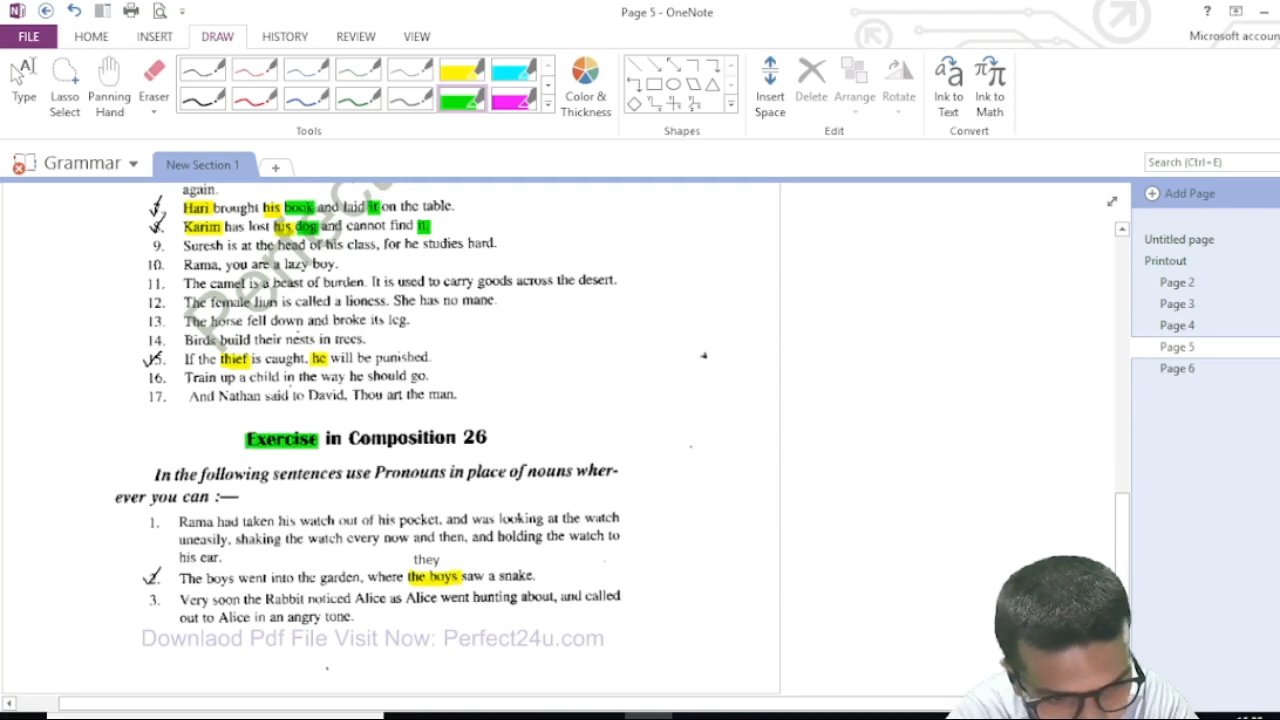 Page 5 - OneNote
Microsoft accoun
FILE HOME INSERT DRAW HISTORY REVIEW VIEW
Type
Lasso Select
Panning Hand
Eraser
Color & Thickness
Insert Space
Delete
Arrange
Rotate
Ink to Text
Ink to Math
Tools
Shapes
Edit
Convert
Grammar
New Section 1
Search (Ctrl+E)
Add Page
Untitled page
Printout
Page 2
Page 3
Page 4
Page 5
Page 6
again.
Hari brought his book and laid it on the table.
Karim has lost his dog and cannot find it.
9. Suresh is at the head of his class, for he studies hard.
10. Rama, you are a lazy boy.
11. The camel is a beast of burden. It is used to carry goods across the desert.
12. The female lion is called a lioness. She has no mane.
13. The horse fell down and broke its leg.
14. Birds build their nests in trees.
15. If the thief is caught, he will be punished.
16. Train up a child in the way he should go.
17. And Nathan said to David, Thou art the man.
Exercise in Composition 26
In the following sentences use Pronouns in place of nouns wher-
ever you can :—
1. Rama had taken his watch out of his pocket, and was looking at the watch
uneasily, shaking the watch every now and then, and holding the watch to
his ear.
they
2. The boys went into the garden, where the boys saw a snake.
3. Very soon the Rabbit noticed Alice as Alice went hunting about, and called
out to Alice in an angry tone.
Downlaod Pdf File Visit Now: Perfect24u.com